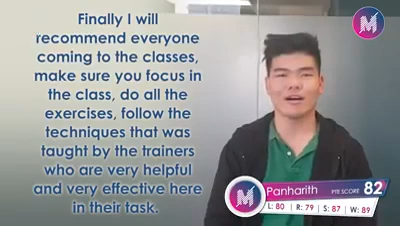 Finally I will
recommend everyone
coming to the classes,
make sure you focus in
the class, do all the
exercises, follow the
techniques that was
taught by the trainers
who are very helpful
and very effective here
in their task.
M
M
Panharith
PTE SCORE 82
L: 80 | R: 79 | S: 87 | W: 89